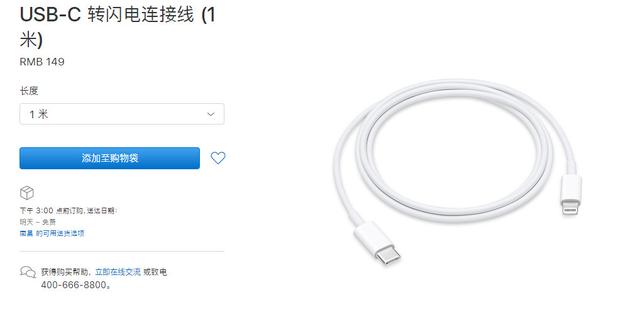 USB-C 转闪电连接线 (1
米)
RMB 149
长度
1 米
添加至购物袋
下午 3:00 点前订购，送达日期：
明天 – 免费
南昌 的可用送货选项
获得购买帮助，立即在线交流 或致电
400-666-8800。